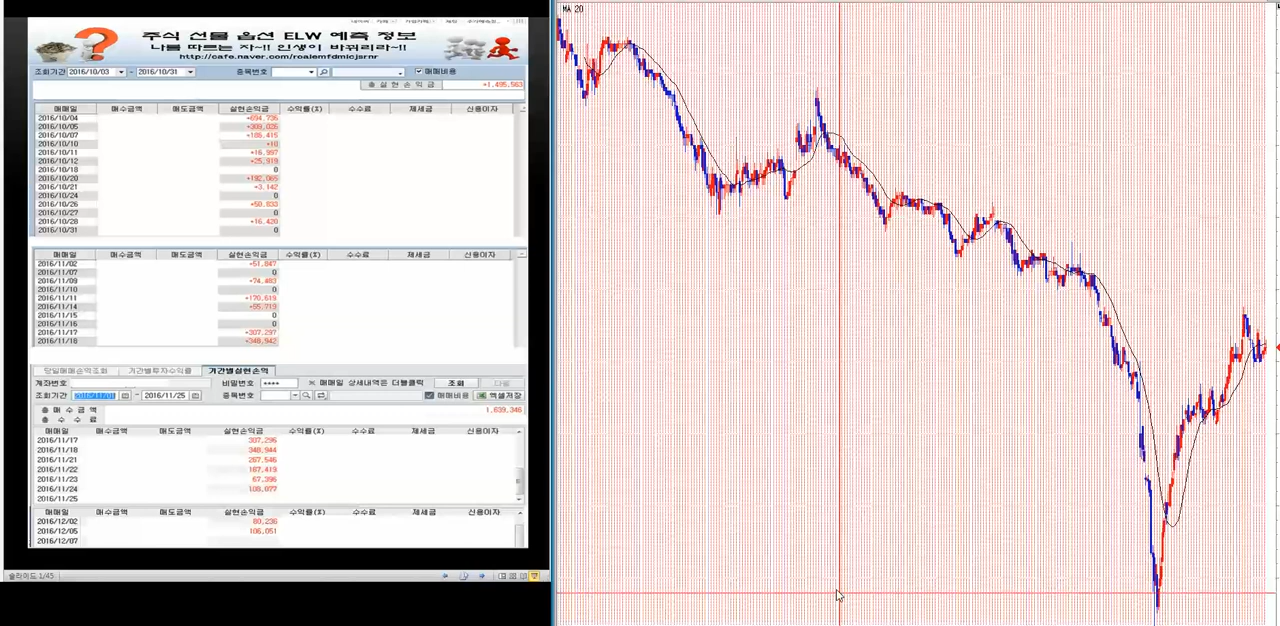 주식 선물 옵션 ELW 예측 정보
나를 따르는 자~!! 인생이 바뀌리라~!!
http://cafe.naver.com/roalemfdmicjsrnr
조회기간 2016/10/03 ~ 2016/10/31 종목번호 매매비용
총 실 현 손 익 금 +1,495,563
매매일 매수금액 매도금액 실현손익금 수익률(%) 수수료 제세금 신용이자
2016/10/04 +694,736
2016/10/05 +309,026
2016/10/07 +185,415
2016/10/10 +10
2016/10/11 +16,997
2016/10/12 +25,919
2016/10/18 0
2016/10/20 +192,065
2016/10/21 +3,142
2016/10/24 0
2016/10/26 +50,833
2016/10/27 0
2016/10/28 +16,420
2016/10/31 0
매매일 매수금액 매도금액 실현손익금 수익률(%) 수수료 제세금 신용이자
2016/11/02 +51,847
2016/11/07 0
2016/11/09 +74,483
2016/11/10 0
2016/11/11 +170,619
2016/11/14 +95,719
2016/11/15 0
2016/11/16 0
2016/11/17 +307,297
2016/11/18 +348,942
당일매매손익조회 기간별투자수익률 기간별실현손익
계좌번호 비밀번호 **** ※ 매매일 상세내역은 더블클릭 조회 다음
조회기간 2016/11/01 ~ 2016/11/25 종목번호 매매비용 엑셀저장
총 매 수 금 액 1,639,346
총 수 수 료
매매일 매수금액 매도금액 실현손익금 수익률(%) 수수료 제세금 신용이자
2016/11/17 307,296
2016/11/18 348,944
2016/11/21 267,546
2016/11/22 187,419
2016/11/23 67,396
2016/11/24 108,077
2016/11/25
매매일 매수금액 매도금액 실현손익금 수익률(%) 수수료 제세금 신용이자
2016/12/02 80,236
2016/12/05 106,051
2016/12/07
슬라이드 1/45
MA 20